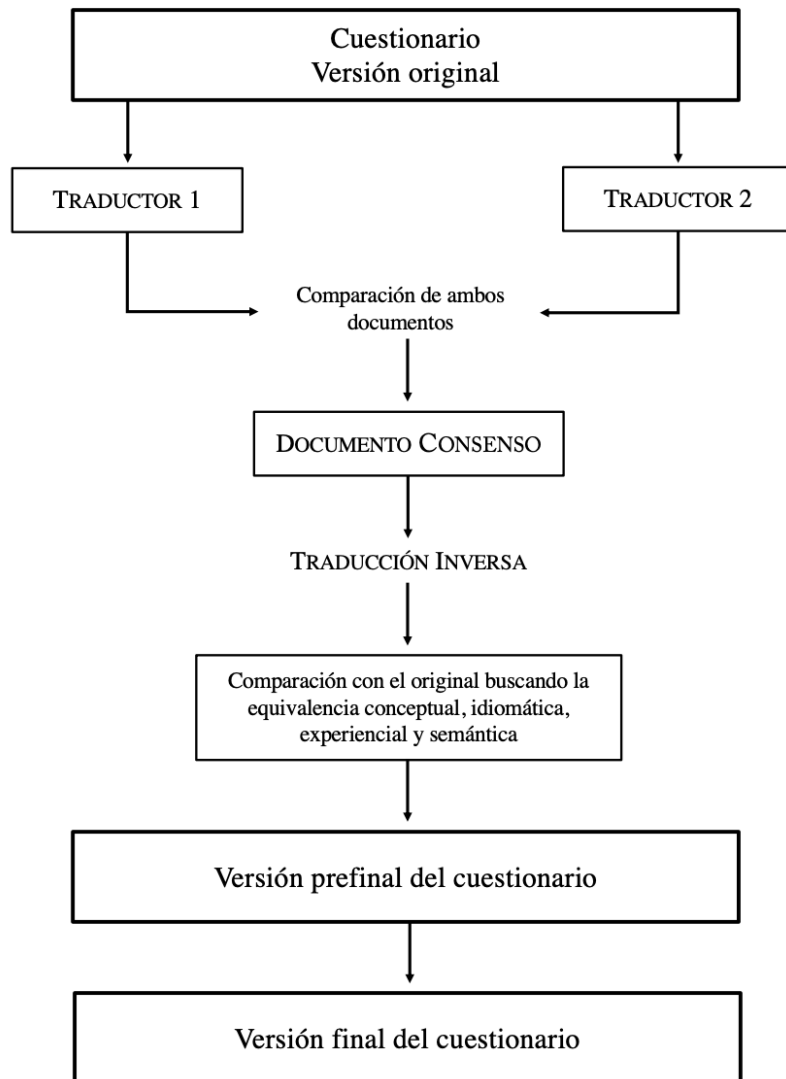 Cuestionario
Versión original
TRADUCTOR 1
TRADUCTOR 2
Comparación de ambos
documentos
DOCUMENTO CONSENSO
TRADUCCIÓN INVERSA
Comparación con el original buscando la
equivalencia conceptual, idiomática,
experiencial y semántica
Versión prefinal del cuestionario
Versión final del cuestionario